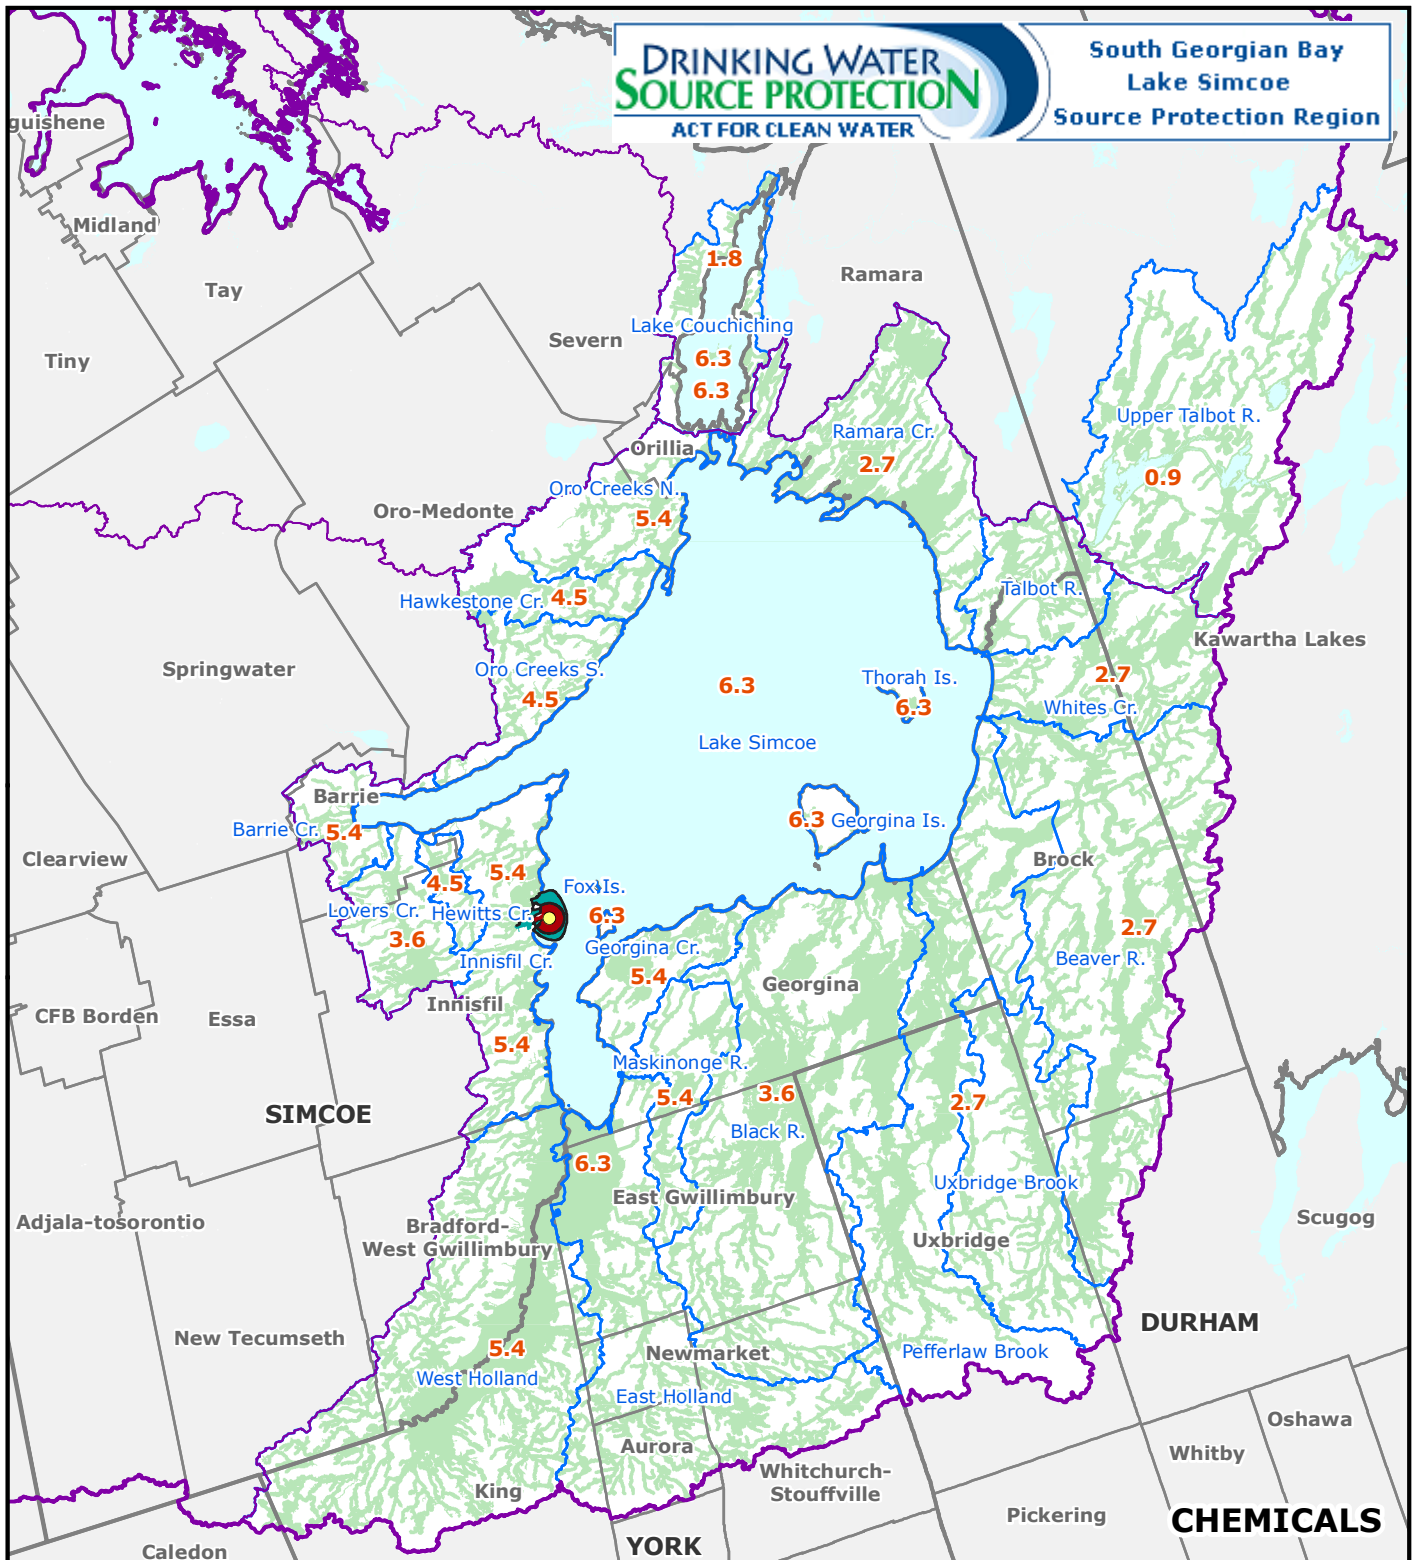 DRINKING WATER
SOURCE PROTECTION
ACT FOR CLEAN WATER
South Georgian Bay
Lake Simcoe
Source Protection Region
guishene
Midland
Tay
Tiny
Severn
Ramara
1.8
Lake Couchiching
6.3
6.3
Upper Talbot R.
0.9
Ramara Cr.
2.7
Orillia
Oro Creeks N.
5.4
Oro-Medonte
Hawkestone Cr.
4.5
Talbot R.
Kawartha Lakes
Springwater
Oro Creeks S.
4.5
6.3
Thorah Is.
6.3
2.7
Whites Cr.
Lake Simcoe
Barrie
Barrie Cr.
5.4
6.3
Georgina Is.
Clearview
Brock
5.4
4.5
Fox Is.
6.3
Lovers Cr.
Hewitts Cr.
3.6
2.7
Beaver R.
Georgina Cr.
5.4
Innisfil Cr.
Innisfil
Georgina
CFB Borden
Essa
5.4
Maskinonge R.
5.4
3.6
2.7
SIMCOE
Black R.
6.3
East Gwillimbury
Uxbridge Brook
Adjala-tosorontio
Bradford-
West Gwillimbury
Uxbridge
Scugog
New Tecumseth
5.4
West Holland
Newmarket
Pefferlaw Brook
DURHAM
East Holland
Aurora
Oshawa
Whitby
King
Whitchurch-
Stouffville
Pickering
CHEMICALS
Caledon
YORK